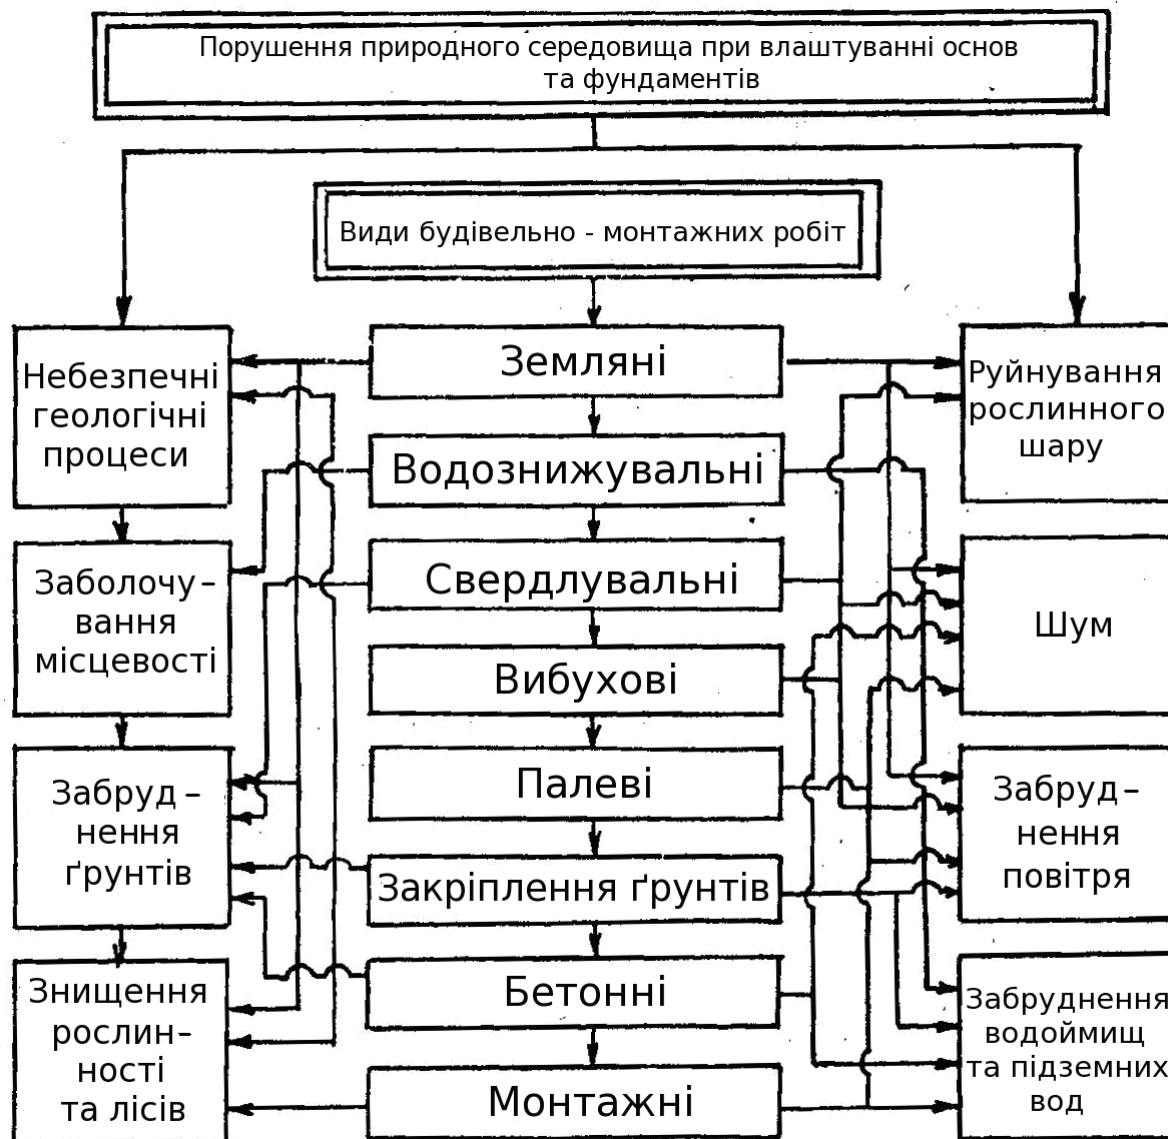 Порушення природного середовища при влаштуванні основ
та фундаментів
Види будівельно - монтажних робіт
Небезпечні
геологічні
процеси
Заболочу-
вання
місцевості
Забруд-
нення
ґрунтів
Знищення
рослин-
ності
та лісів
Земляні
Водознижувальні
Свердлувальні
Вибухові
Палеві
Закріплення ґрунтів
Бетонні
Монтажні
Руйнування
рослинного
шару
Шум
Забруд-
нення
повітря
Забруднення
водоймищ
та підземних
вод